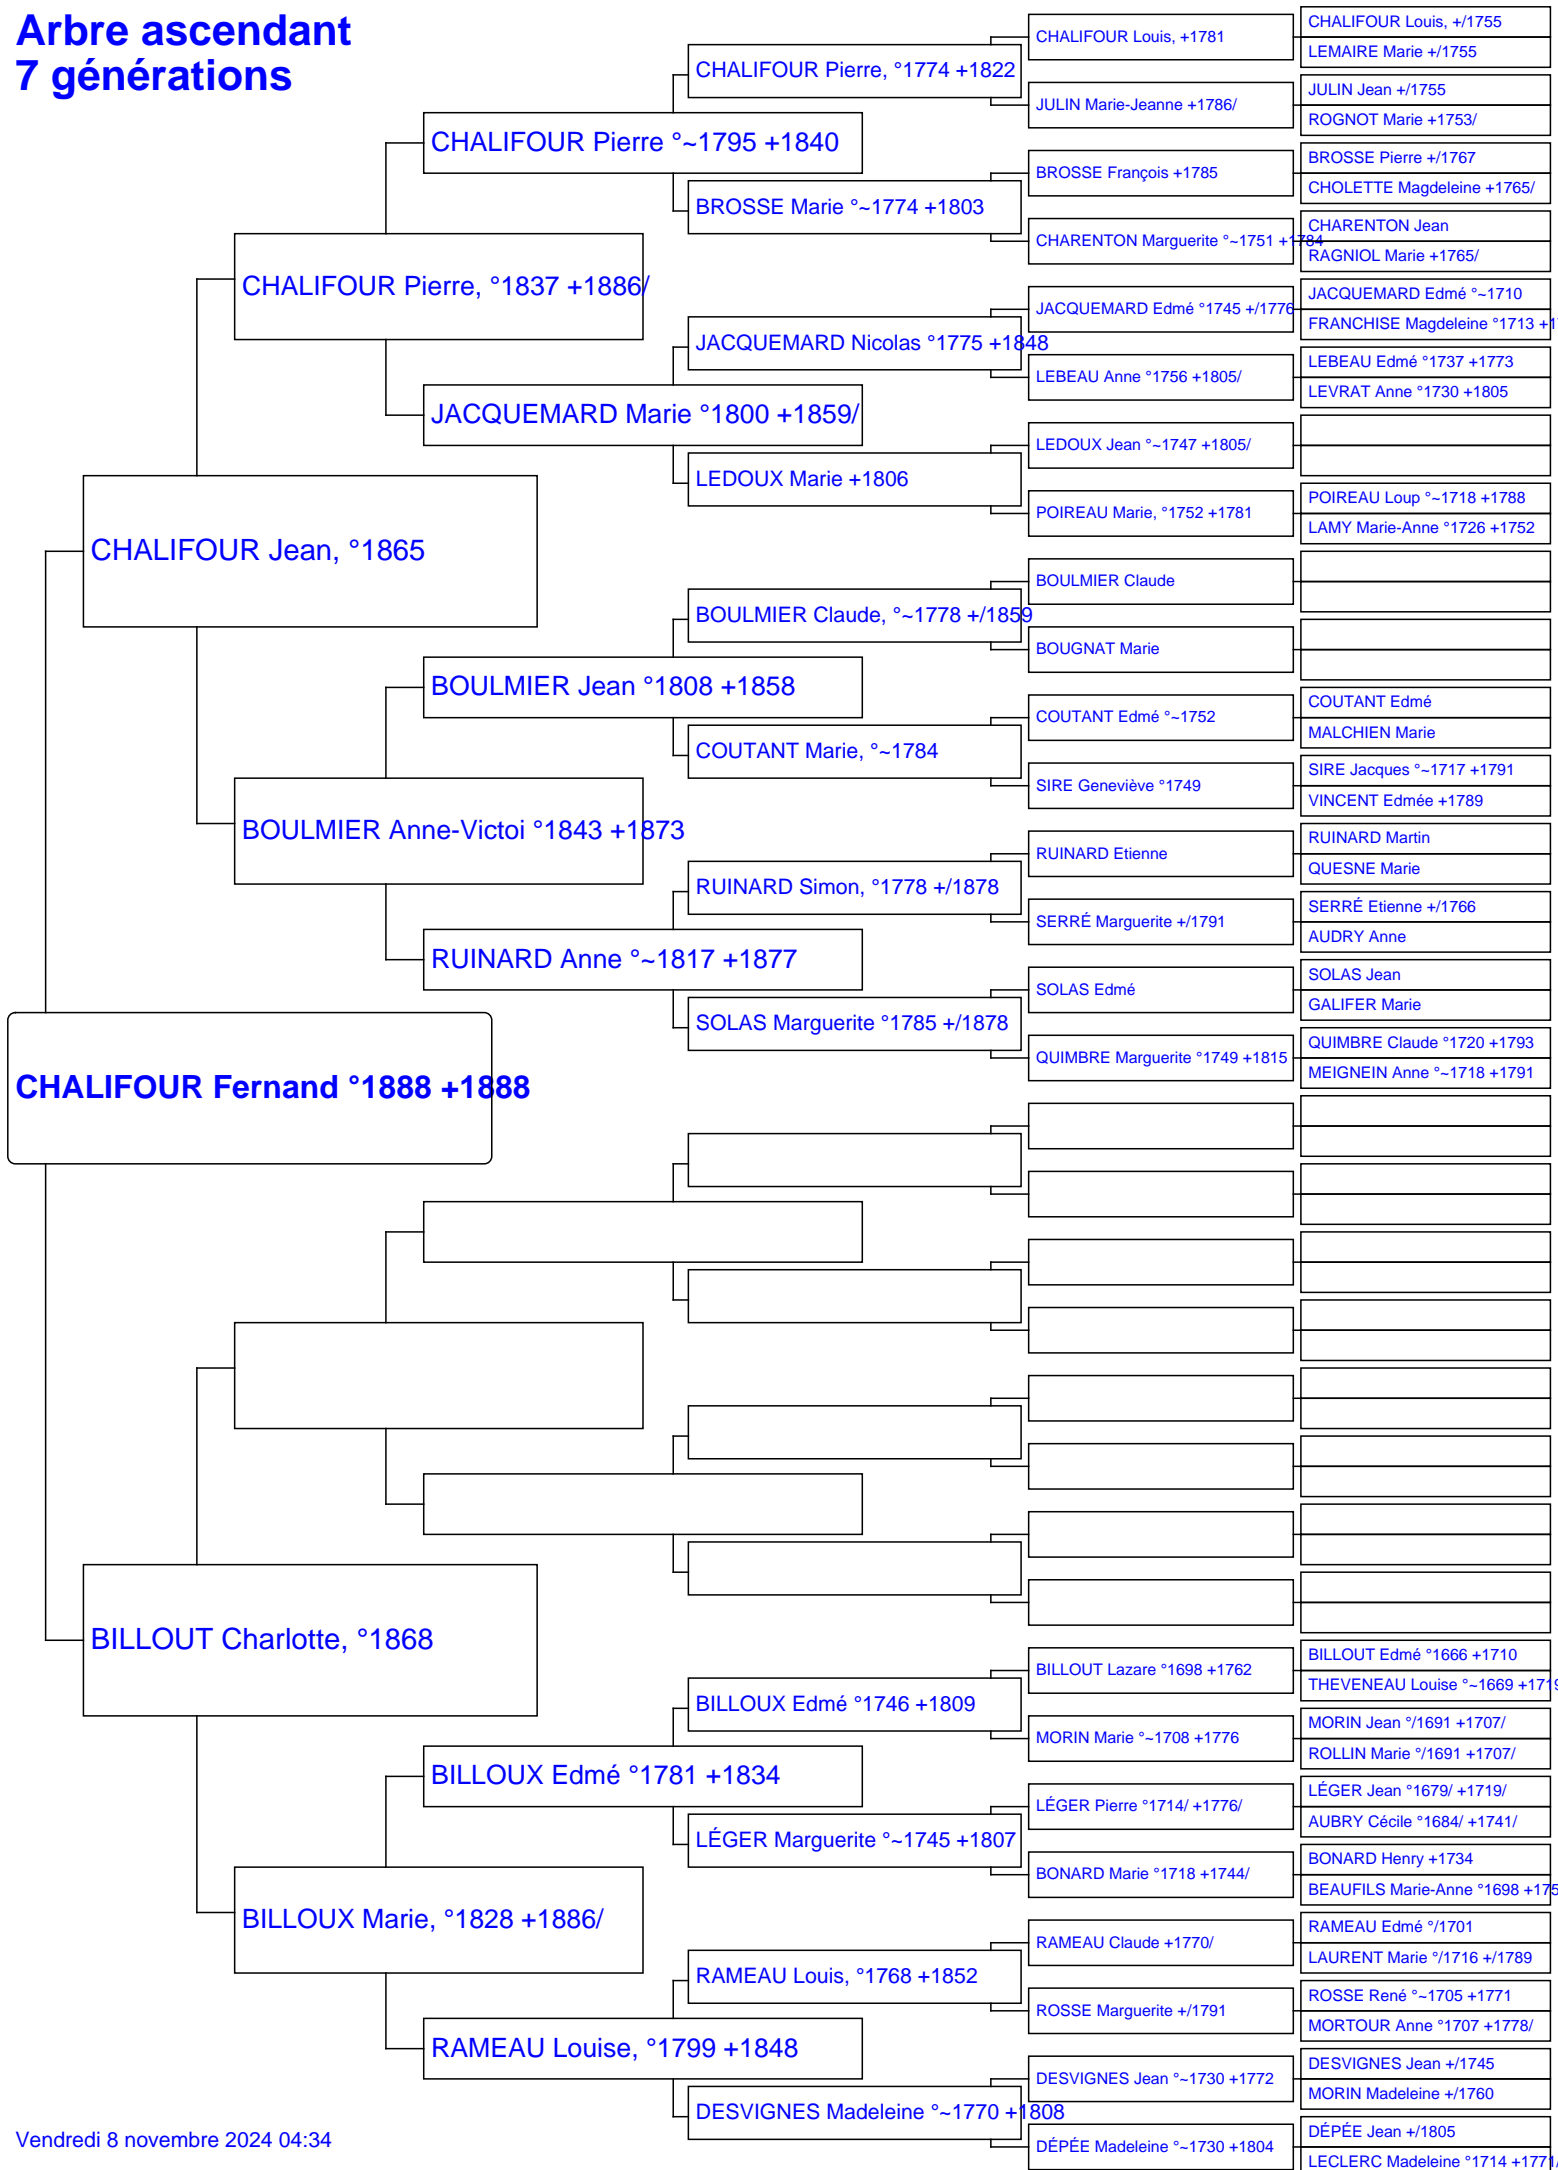 Arbre ascendant
7 générations
CHALIFOUR Fernand °1888 +1888
CHALIFOUR Jean, °1865
BILLOUT Charlotte, °1868
CHALIFOUR Pierre, °1837 +1886/
BOULMIER Anne-Victoi °1843 +1873
BILLOUX Marie, °1828 +1886/
CHALIFOUR Pierre °~1795 +1840
JACQUEMARD Marie °1800 +1859/
BOULMIER Jean °1808 +1858
RUINARD Anne °~1817 +1877
BILLOUX Edmé °1781 +1834
RAMEAU Louise, °1799 +1848
CHALIFOUR Pierre, °1774 +1822
BROSSE Marie °~1774 +1803
JACQUEMARD Nicolas °1775 +1848
LEDOUX Marie +1806
BOULMIER Claude, °~1778 +/1859
COUTANT Marie, °~1784
RUINARD Simon, °1778 +/1878
SOLAS Marguerite °1785 +/1878
BILLOUX Edmé °1746 +1809
LÉGER Marguerite °~1745 +1807
RAMEAU Louis, °1768 +1852
DESVIGNES Madeleine °~1770 +1808
CHALIFOUR Louis, +1781
JULIN Marie-Jeanne +1786/
BROSSE François +1785
CHARENTON Marguerite °~1751 +1784
JACQUEMARD Edmé °1745 +/1776
LEBEAU Anne °1756 +1805/
LEDOUX Jean °~1747 +1805/
POIREAU Marie, °1752 +1781
BOULMIER Claude
BOUGNAT Marie
COUTANT Edmé °~1752
SIRE Geneviève °1749
RUINARD Etienne
SERRÉ Marguerite +/1791
SOLAS Edmé
QUIMBRE Marguerite °1749 +1815
BILLOUT Lazare °1698 +1762
MORIN Marie °~1708 +1776
LÉGER Pierre °1714/ +1776/
BONARD Marie °1718 +1744/
RAMEAU Claude +1770/
ROSSE Marguerite +/1791
DESVIGNES Jean °~1730 +1772
DÉPÉE Madeleine °~1730 +1804
CHALIFOUR Louis, +/1755
LEMAIRE Marie +/1755
JULIN Jean +/1755
ROGNOT Marie +1753/
BROSSE Pierre +/1767
CHOLETTE Magdeleine +1765/
CHARENTON Jean
RAGNIOL Marie +1765/
JACQUEMARD Edmé °~1710
FRANCHISE Magdeleine °1713
LEBEAU Edmé °1737 +1773
LEVRAT Anne °1730 +1805
POIREAU Loup °~1718 +1788
LAMY Marie-Anne °1726 +1752
COUTANT Edmé
MALCHIEN Marie
SIRE Jacques °~1717 +1791
VINCENT Edmée +1789
RUINARD Martin
QUESNE Marie
SERRÉ Etienne +/1766
AUDRY Anne
SOLAS Jean
GALIFER Marie
QUIMBRE Claude °1720 +1793
MEIGNEIN Anne °~1718 +1791
BILLOUT Edmé °1666 +1710
THEVENEAU Louise °~1669 +1719
MORIN Jean °/1691 +1707/
ROLLIN Marie °/1691 +1707/
LÉGER Jean °1679/ +1719/
AUBRY Cécile °1684/ +1741/
BONARD Henry +1734
BEAUFILS Marie-Anne °1698
RAMEAU Edmé °/1701
LAURENT Marie °/1716 +/1789
ROSSE René °~1705 +1771
MORTOUR Anne °1707 +1778/
DESVIGNES Jean +/1745
MORIN Madeleine +/1760
DÉPÉE Jean +/1805
LECLERC Madeleine °1714 +1771/
Vendredi 8 novembre 2024 04:34